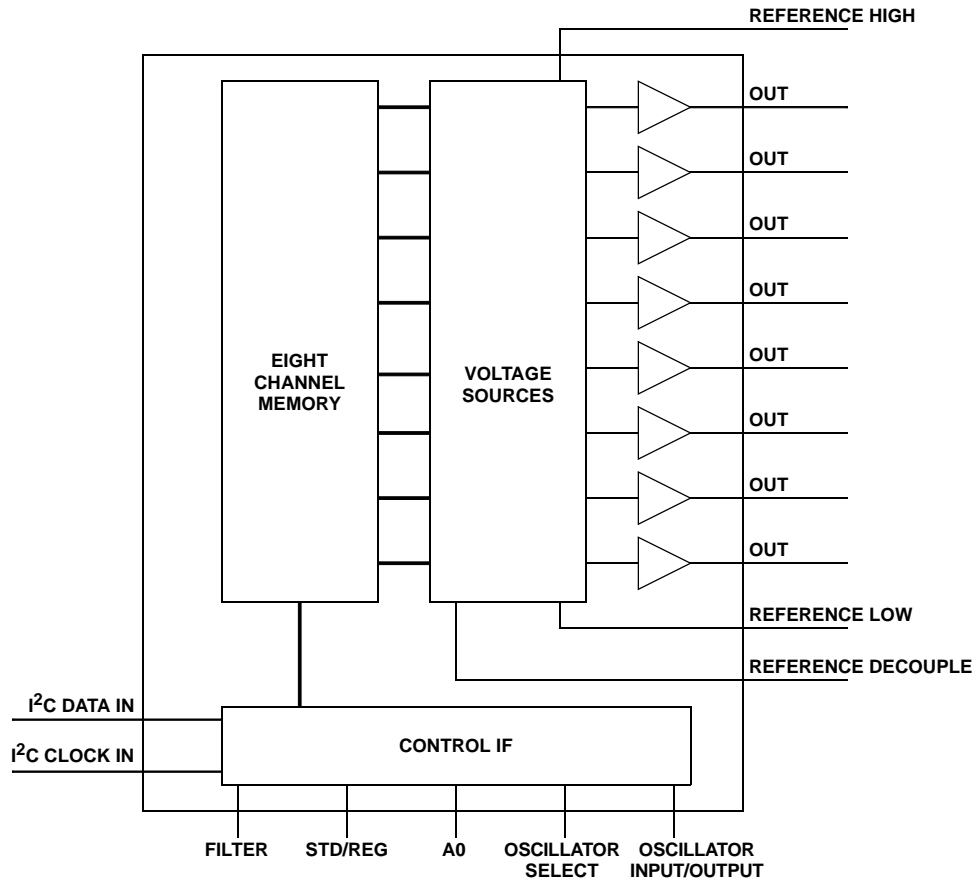 REFERENCE HIGH
OUT
OUT
OUT
OUT
EIGHT
CHANNEL
MEMORY
VOLTAGE
SOURCES
OUT
OUT
OUT
OUT
REFERENCE LOW
REFERENCE DECOUPLE
I²C DATA IN
I²C CLOCK IN
CONTROL IF
FILTER
STD/REG
A0
OSCILLATOR
SELECT
OSCILLATOR
INPUT/OUTPUT